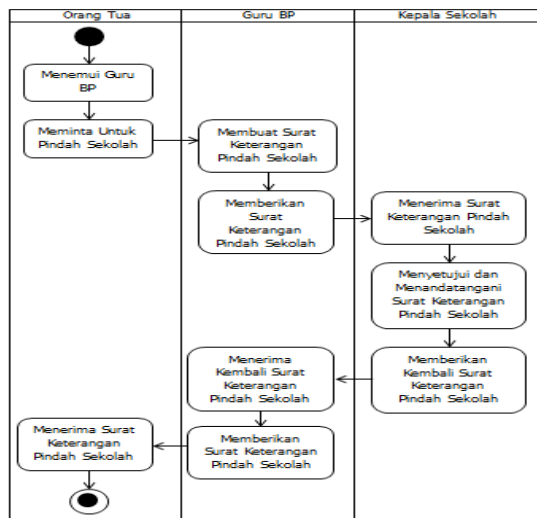 Orang Tua
Guru BP
Kepala Sekolah
Menemui Guru
BP
Meminta Untuk
Pindah Sekolah
Membuat Surat
Keterangan
Pindah Sekolah
Memberikan
Surat
Keterangan
Pindah Sekolah
Menerima Surat
Keterangan Pindah
Sekolah
Menyetujui dan
Menandatangani
Surat Keterangan
Pindah Sekolah
Memberikan
Kembali Surat
Keterangan
Pindah Sekolah
Menerima
Kembali Surat
Keterangan
Pindah Sekolah
Memberikan
Surat Keterangan
Pindah Sekolah
Menerima Surat
Keterangan
Pindah Sekolah